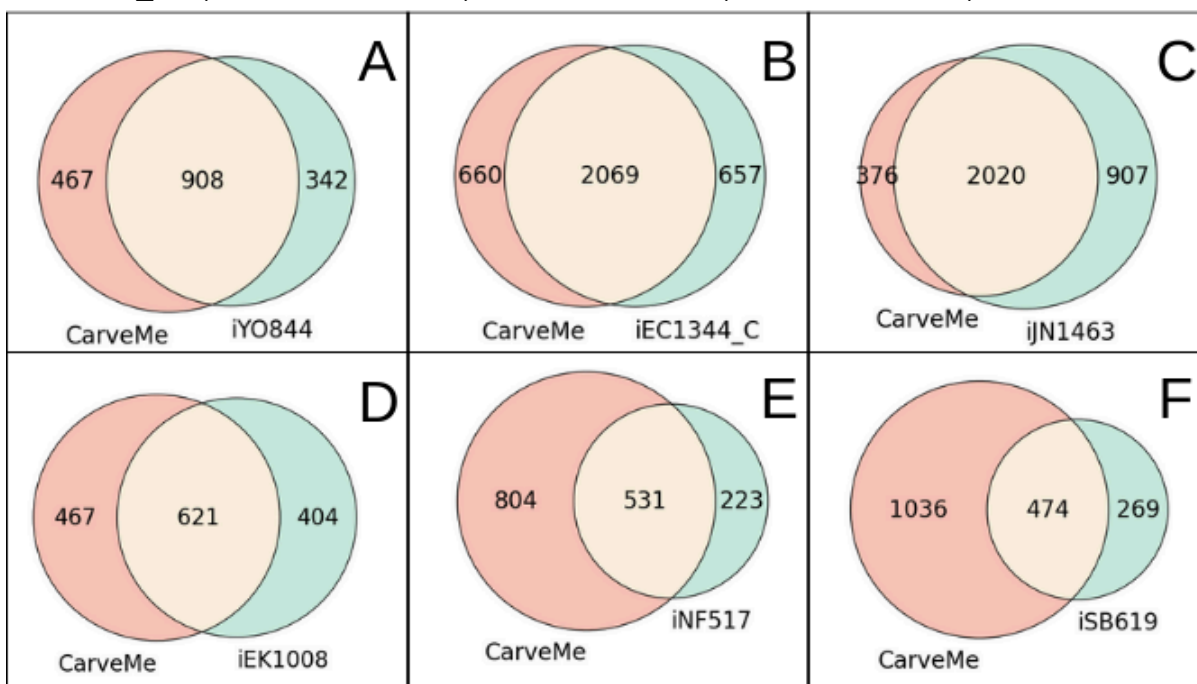 A
467 908 342
CarveMe iYO844
B
660 2069 657
CarveMe iEC1344_C
C
376 2020 907
CarveMe iJN1463
D
467 621 404
CarveMe iEK1008
E
804 531 223
iNF517
CarveMe
F
1036 474 269
iSB619
CarveMe